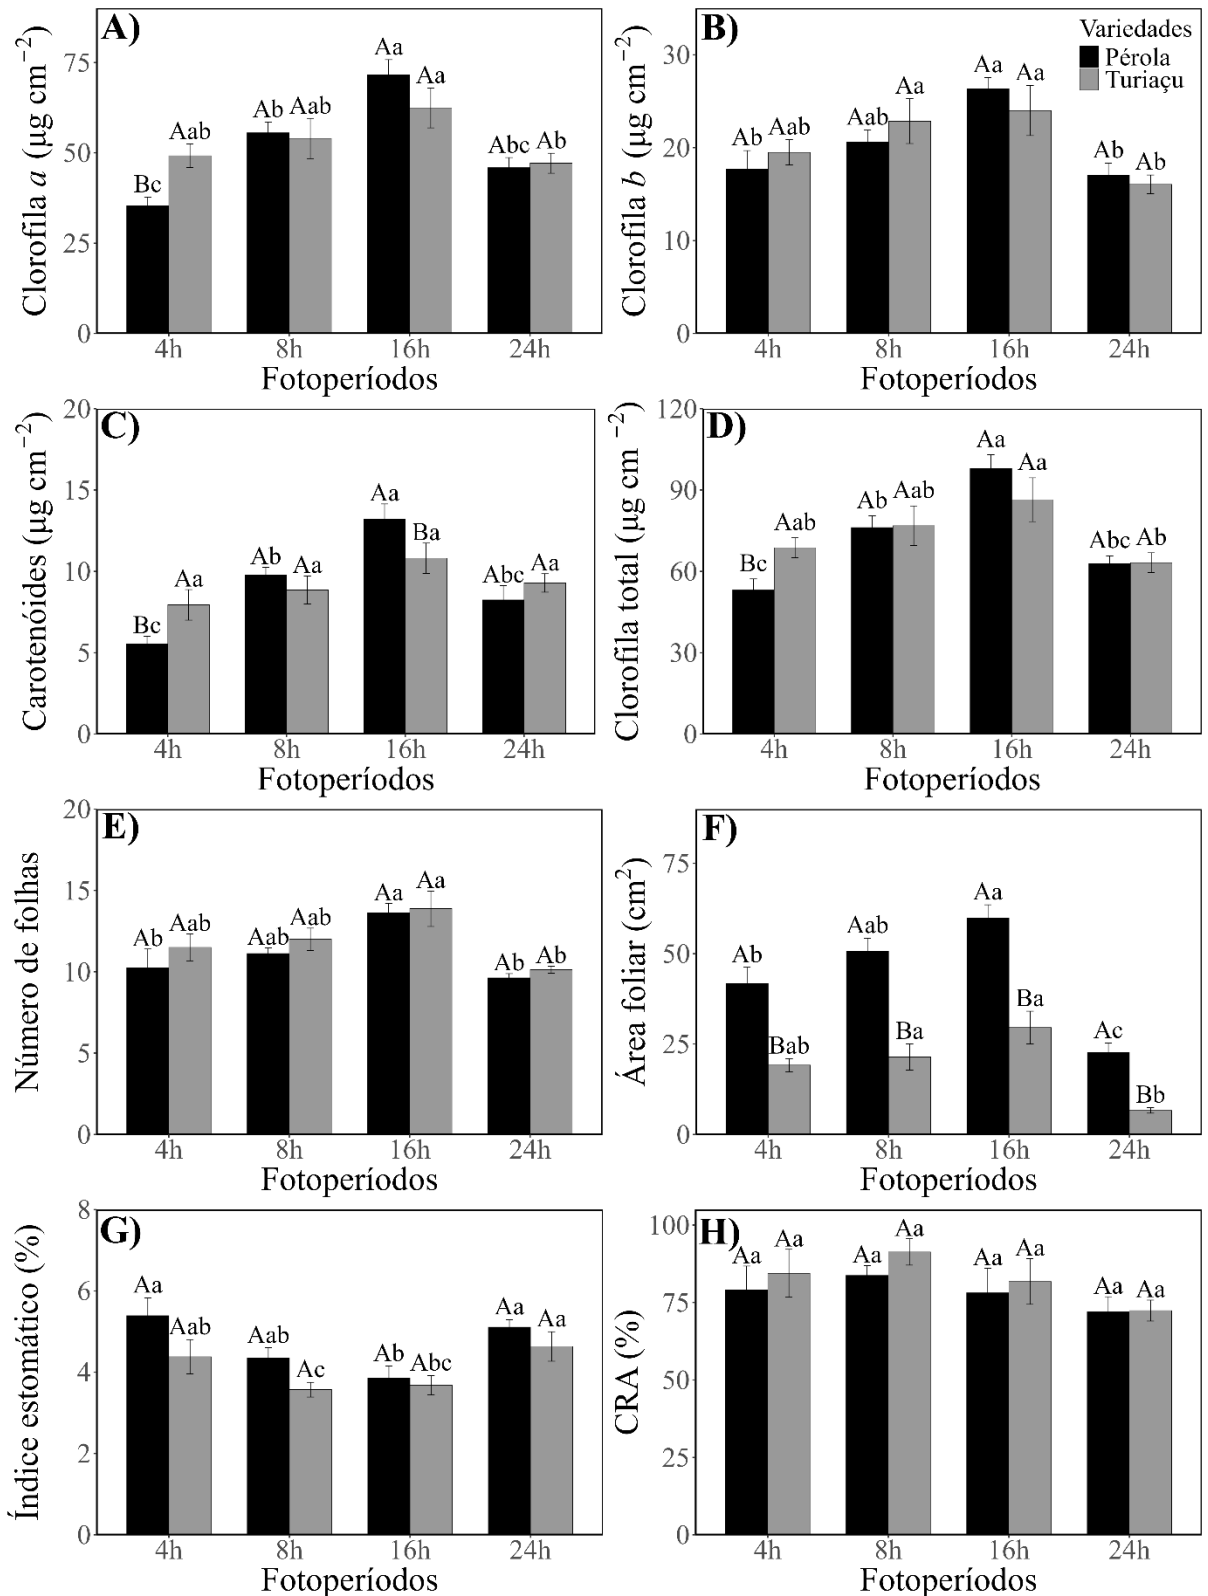 A)
Clorofila a (µg cm⁻²)
75
50
25
0
Bc Aab Ab Aab Aa Aa Abc Ab
4h 8h 16h 24h
Fotoperíodos
B)
Variedades
Pérola
Turiaçu
Clorofila b (µg cm⁻²)
30
20
10
0
Ab Aab Aab Aa Aa Aa Ab Ab
4h 8h 16h 24h
Fotoperíodos
C)
Carotenóides (µg cm⁻²)
20
15
10
5
0
Bc Aa Ab Aa Aa Ba Abc Aa
4h 8h 16h 24h
Fotoperíodos
D)
Clorofila total (µg cm⁻²)
120
90
60
30
0
Bc Aab Ab Aab Aa Aa Abc Ab
4h 8h 16h 24h
Fotoperíodos
E)
Número de folhas
20
15
10
5
0
Ab Aab Aab Aab Aa Aa Ab Ab
4h 8h 16h 24h
Fotoperíodos
F)
Área foliar (cm²)
75
50
25
0
Ab Bab Aab Ba Aa Ba Ac Bb
4h 8h 16h 24h
Fotoperíodos
G)
Índice estomático (%)
8
6
4
2
0
Aa Aab Aab Ac Ab Abc Aa Aa
4h 8h 16h 24h
Fotoperíodos
H)
CRA (%)
100
75
50
25
0
Aa Aa Aa Aa Aa Aa Aa Aa
4h 8h 16h 24h
Fotoperíodos